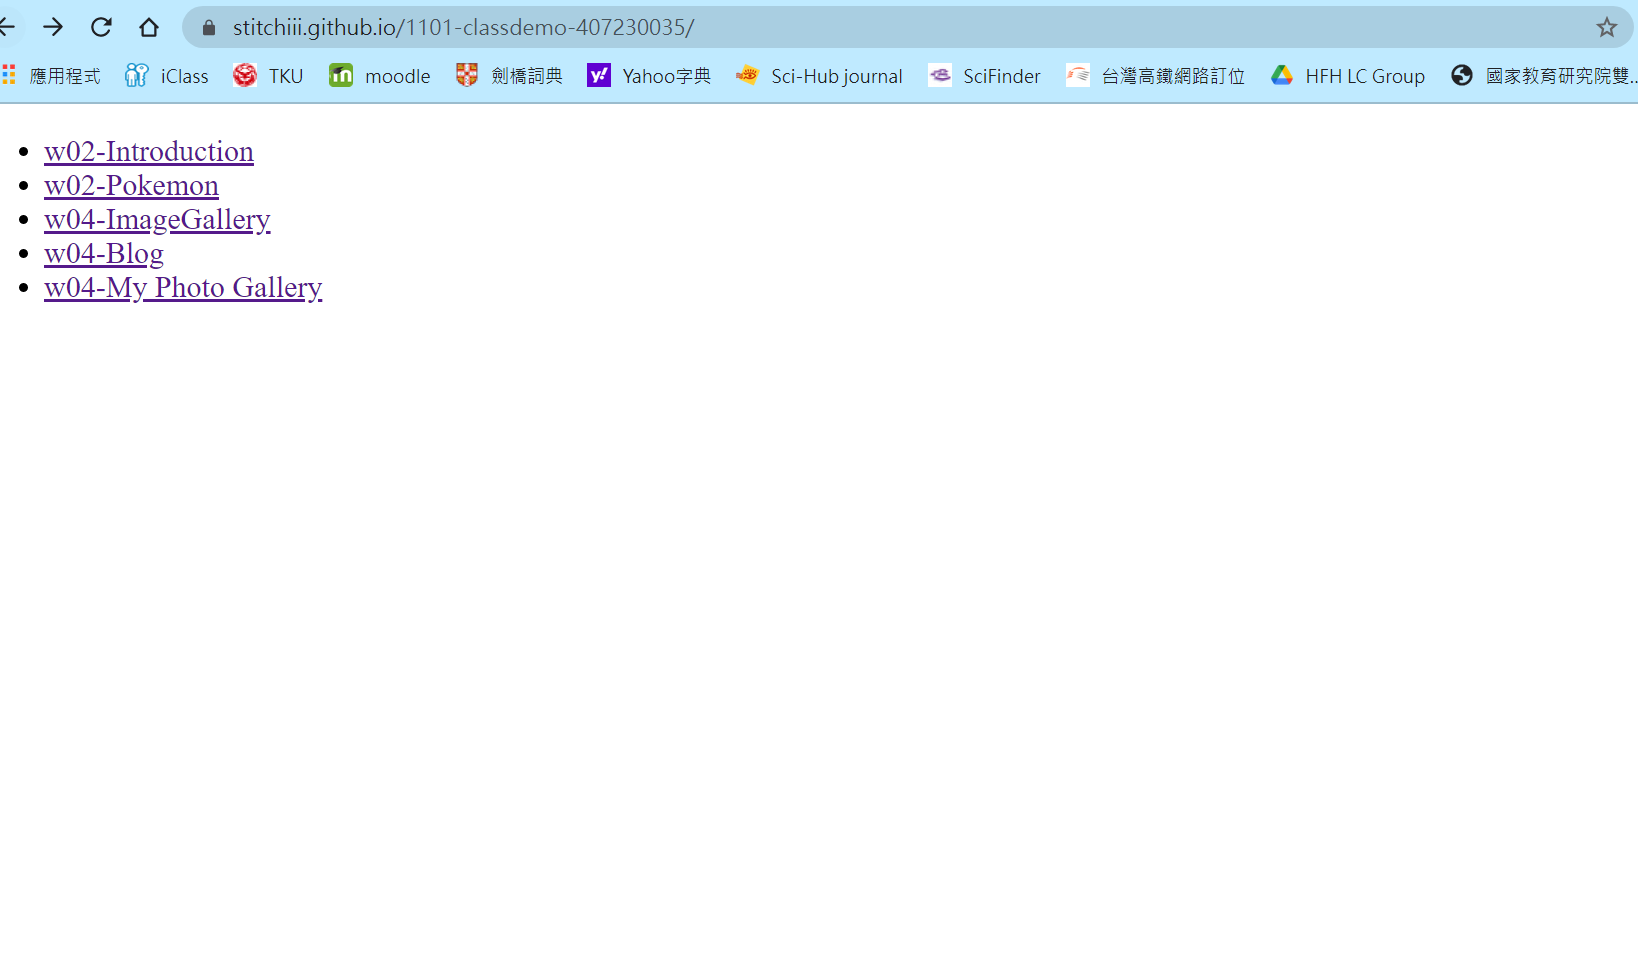 stitchiii.github.io/1101-classdemo-407230035/
應用程式 iClass TKU moodle 劍橋詞典 Yahoo字典 Sci-Hub journal SciFinder 台灣高鐵網路訂位 HFH LC Group 國家教育研究院雙...
w02-Introduction
w02-Pokemon
w04-ImageGallery
w04-Blog
w04-My Photo Gallery